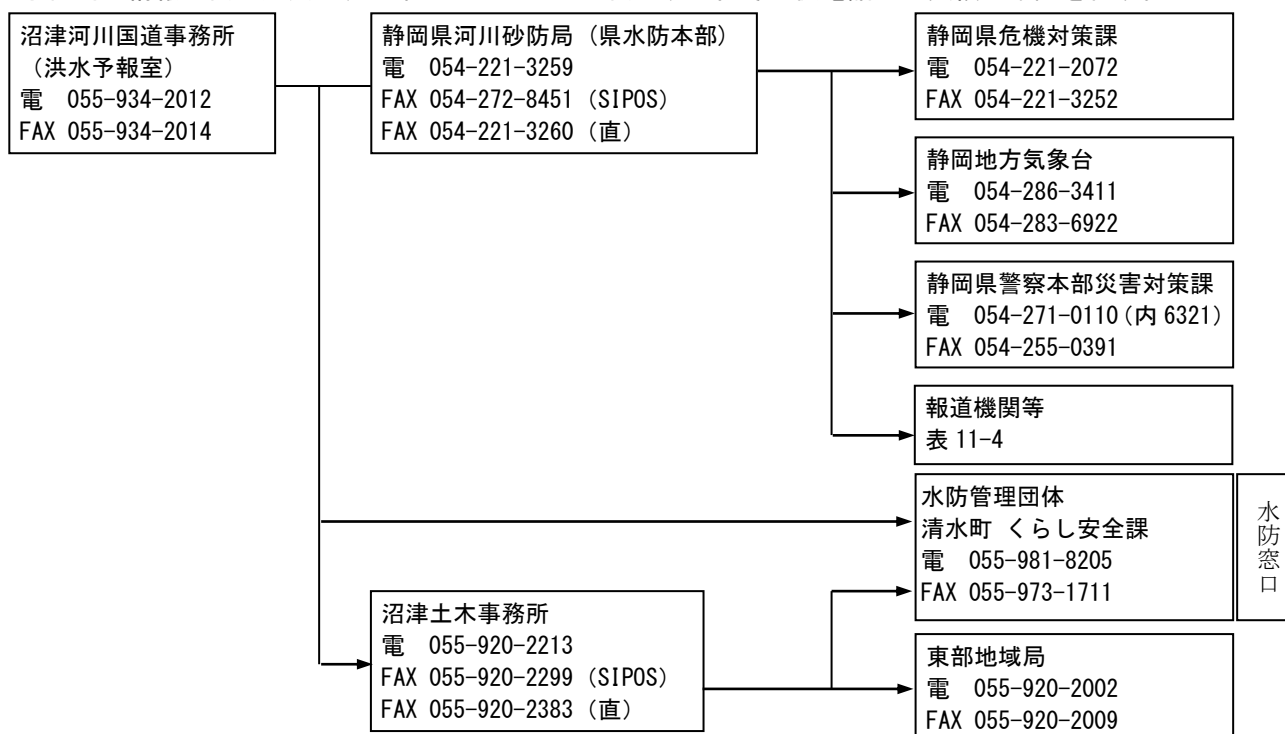 沼津河川国道事務所
（洪水予報室）
電　055-934-2012
FAX 055-934-2014
静岡県河川砂防局（県水防本部）
電　054-221-3259
FAX 054-272-8451（SIPOS）
FAX 054-221-3260（直）
静岡県危機対策課
電　054-221-2072
FAX 054-221-3252
静岡地方気象台
電　054-286-3411
FAX 054-283-6922
静岡県警察本部災害対策課
電　054-271-0110（内 6321）
FAX 054-255-0391
報道機関等
表 11-4
水防管理団体
清水町 くらし安全課
電　055-981-8205
FAX 055-973-1711
水防窓口
沼津土木事務所
電　055-920-2213
FAX 055-920-2299（SIPOS）
FAX 055-920-2383（直）
東部地域局
電　055-920-2002
FAX 055-920-2009